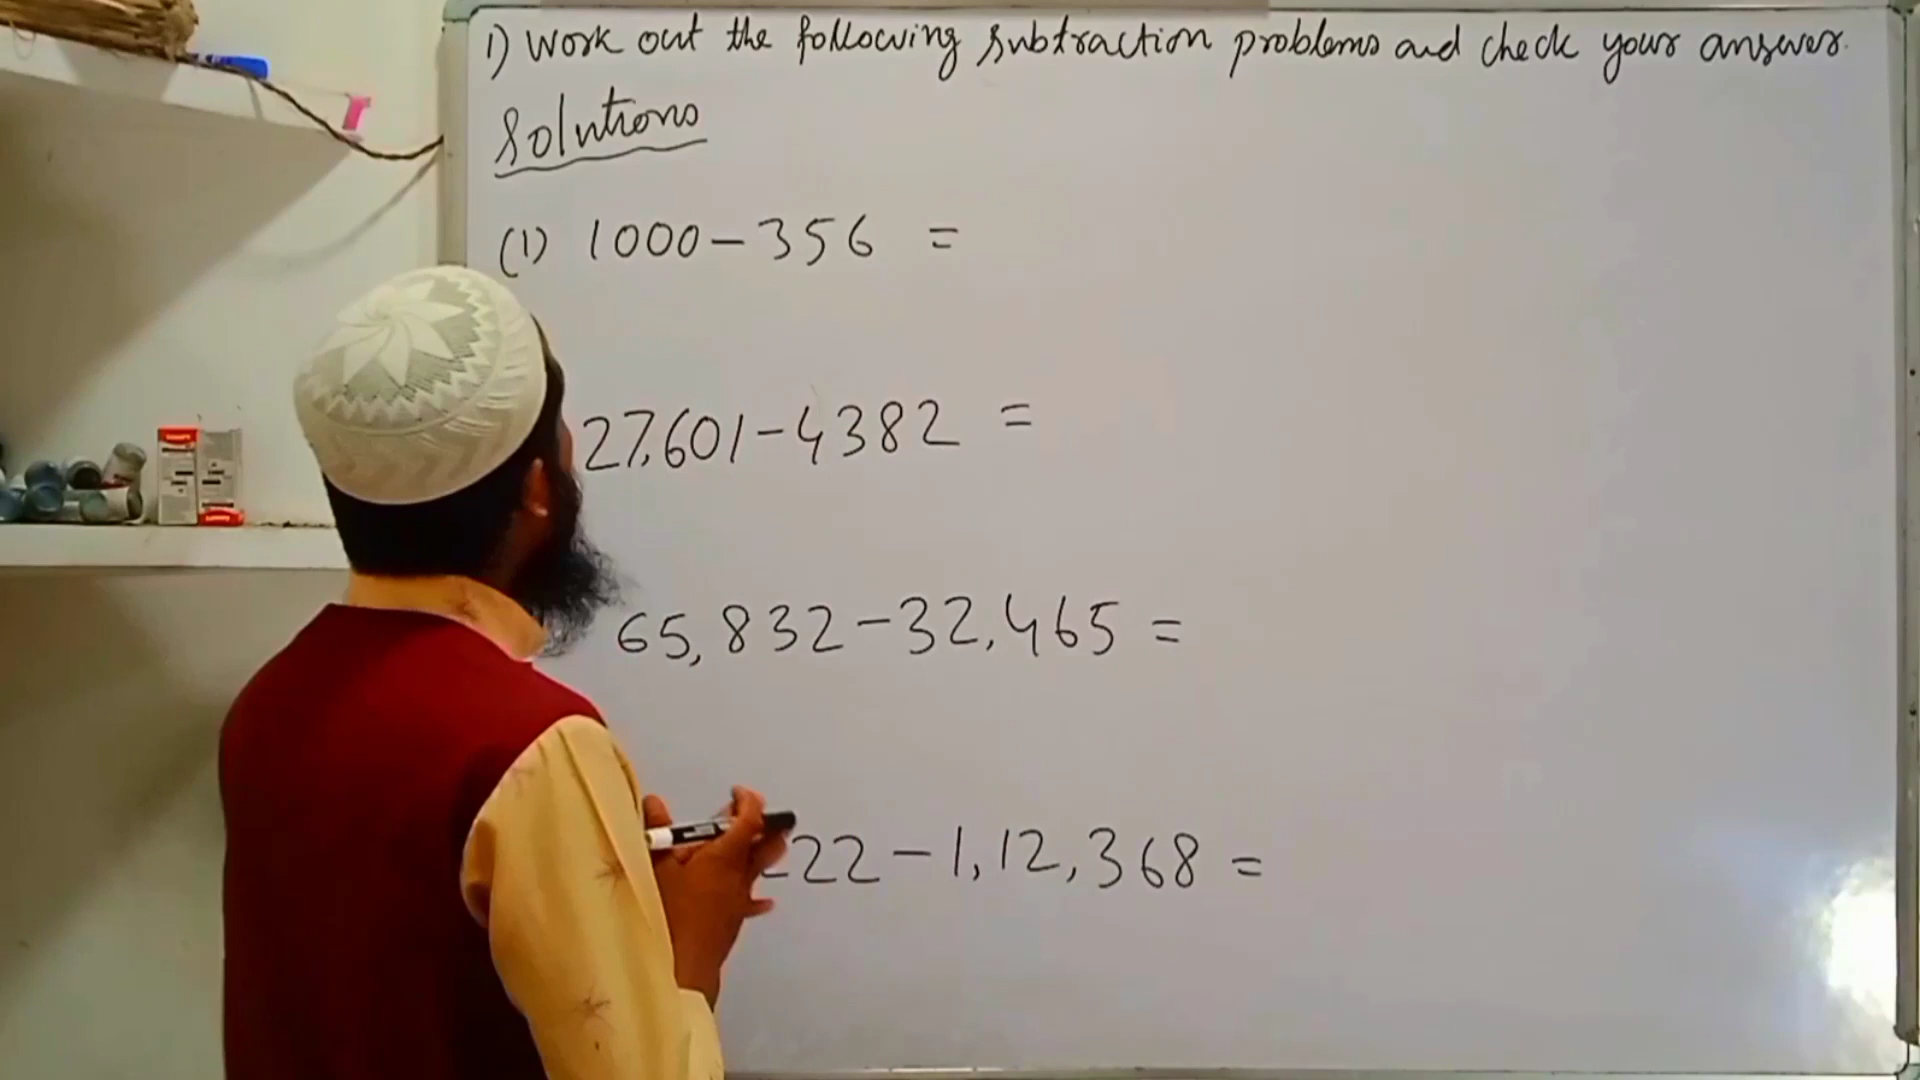 1) Work out the following subtraction problems and check your answer.
Solutions
(1) 1000 - 356 =
27,601 - 4382 =
65,832 - 32,465 =
222 - 1,12,368 =